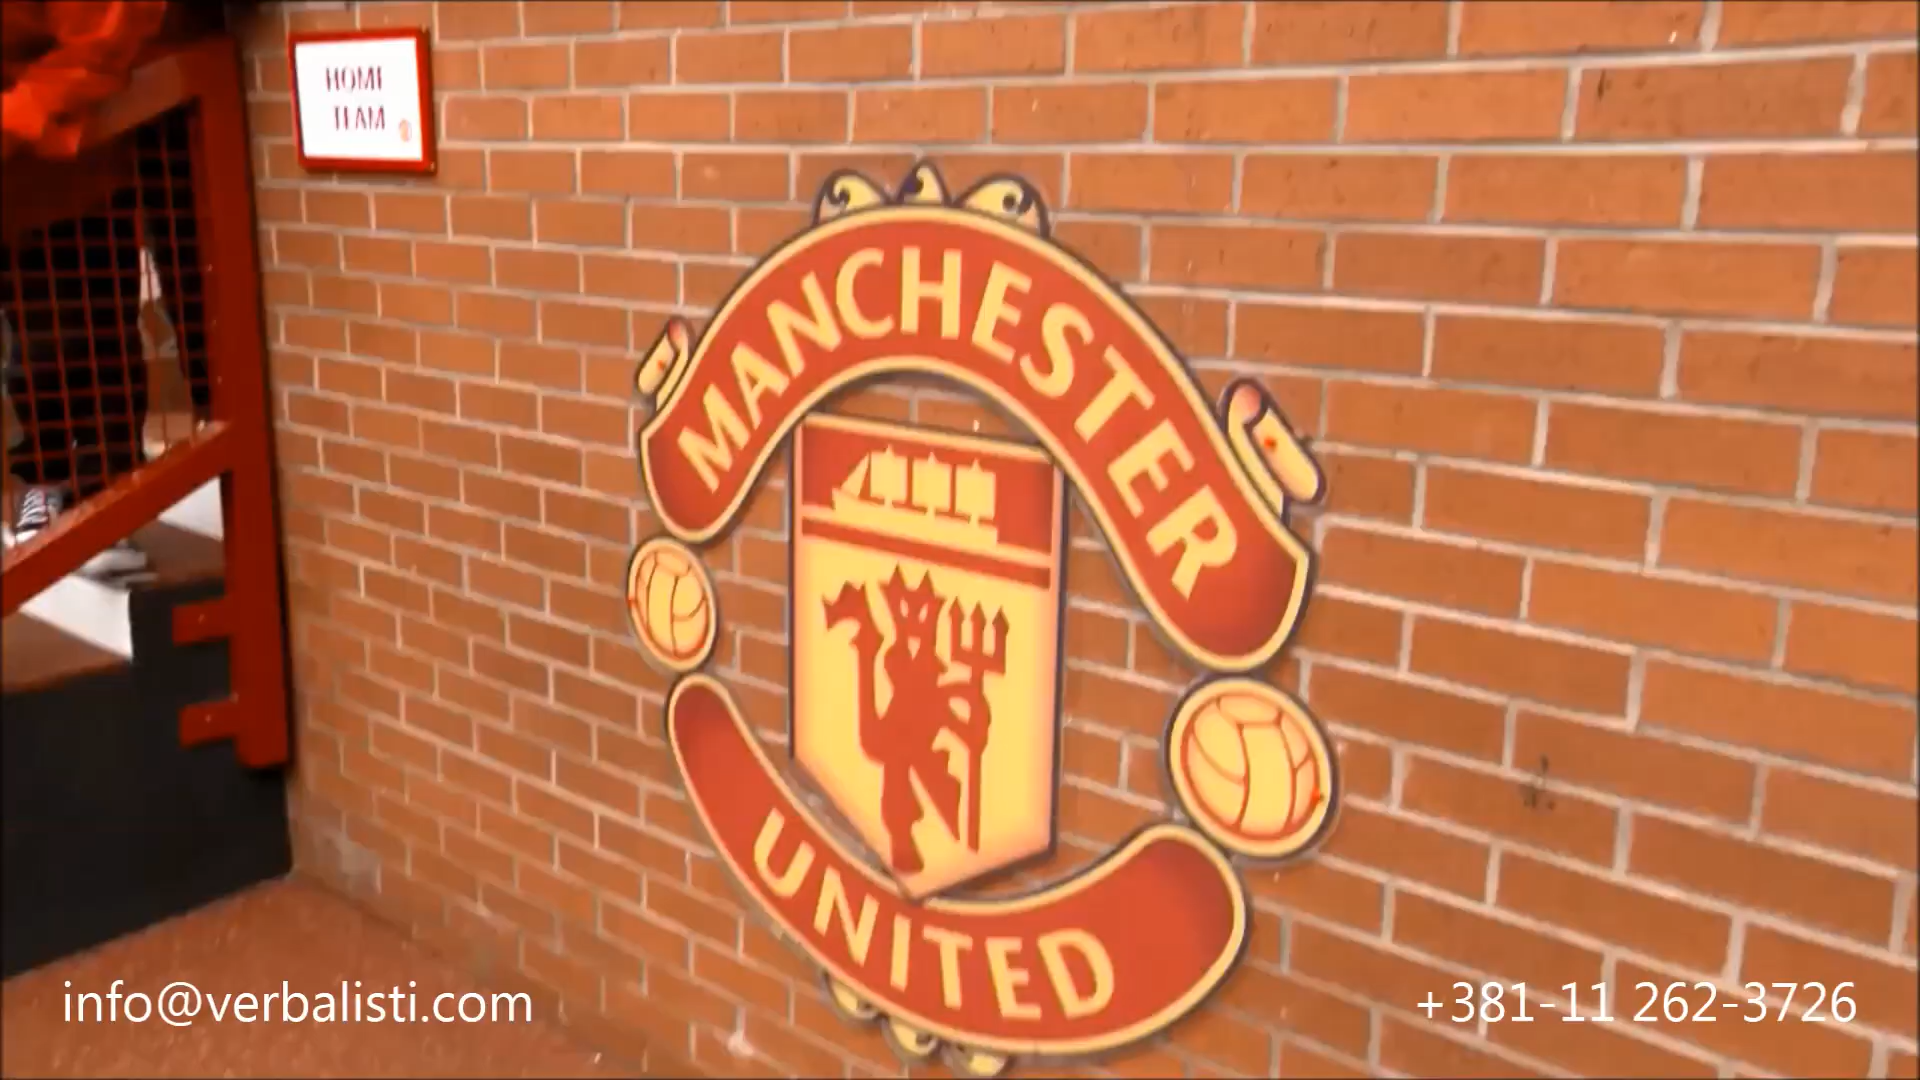 HOME
TEAM
MANCHESTER
UNITED
info@verbalisti.com
+381-11 262-3726